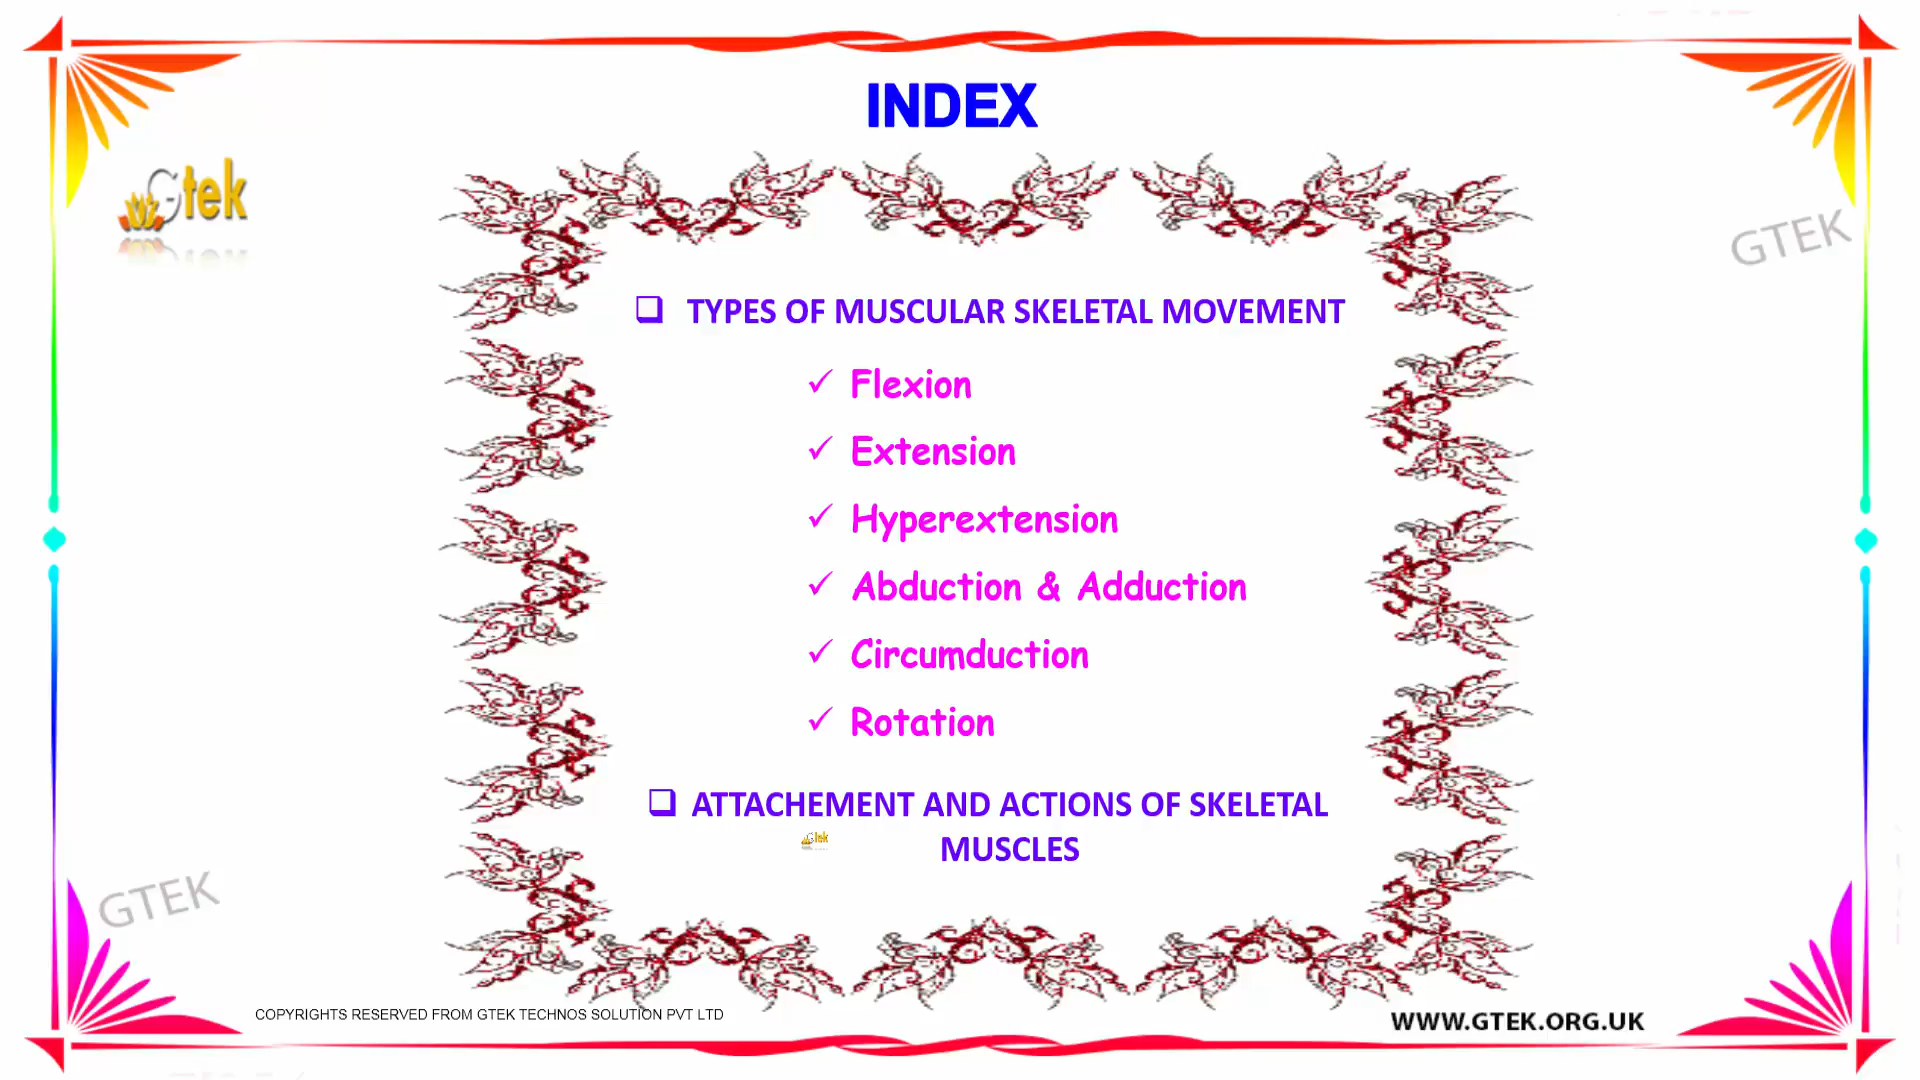 INDEX
Gtek
GTEK
❑ TYPES OF MUSCULAR SKELETAL MOVEMENT
✓ Flexion
✓ Extension
✓ Hyperextension
✓ Abduction & Adduction
✓ Circumduction
✓ Rotation
❑ ATTACHEMENT AND ACTIONS OF SKELETAL
Gtek
MUSCLES
GTEK
COPYRIGHTS RESERVED FROM GTEK TECHNOS SOLUTION PVT LTD
WWW.GTEK.ORG.UK